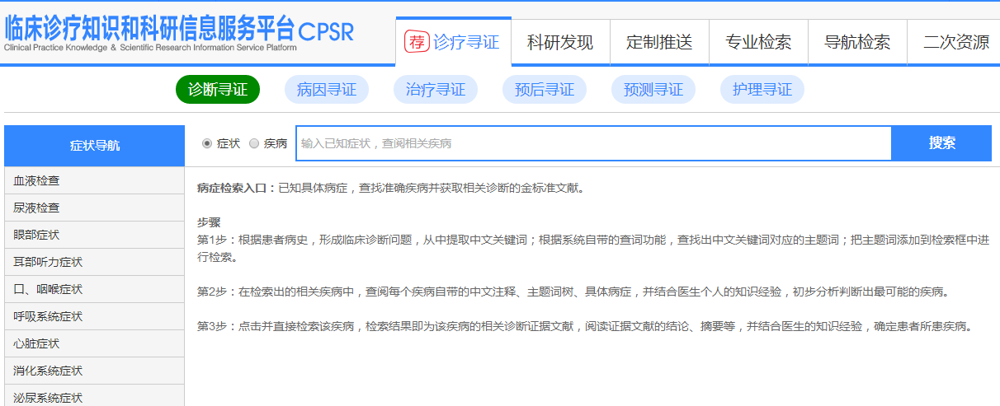 临床诊疗知识和科研信息服务平台CPSR
Clinical Practice Knowledge & Scientific Research Information Service Platform
荐 诊疗寻证 科研发现 定制推送 专业检索 导航检索 二次资源
诊断寻证 病因寻证 治疗寻证 预后寻证 预测寻证 护理寻证
症状导航
血液检查
尿液检查
眼部症状
耳部听力症状
口、咽喉症状
呼吸系统症状
心脏症状
消化系统症状
泌尿系统症状
症状 疾病 输入已知症状，查阅相关疾病 搜索
病症检索入口：已知具体病症，查找准确疾病并获取相关诊断的金标准文献。
步骤
第1步：根据患者病史，形成临床诊断问题，从中提取中文关键词；根据系统自带的查词功能，查找出中文关键词对应的主题词；把主题词添加到检索框中进
行检索。
第2步：在检索出的相关疾病中，查阅每个疾病自带的中文注释、主题词树、具体病症，并结合医生个人的知识经验，初步分析判断出最可能的疾病。
第3步：点击并直接检索该疾病，检索结果即为该疾病的相关诊断证据文献，阅读证据文献的结论、摘要等，并结合医生的知识经验，确定患者所患疾病。